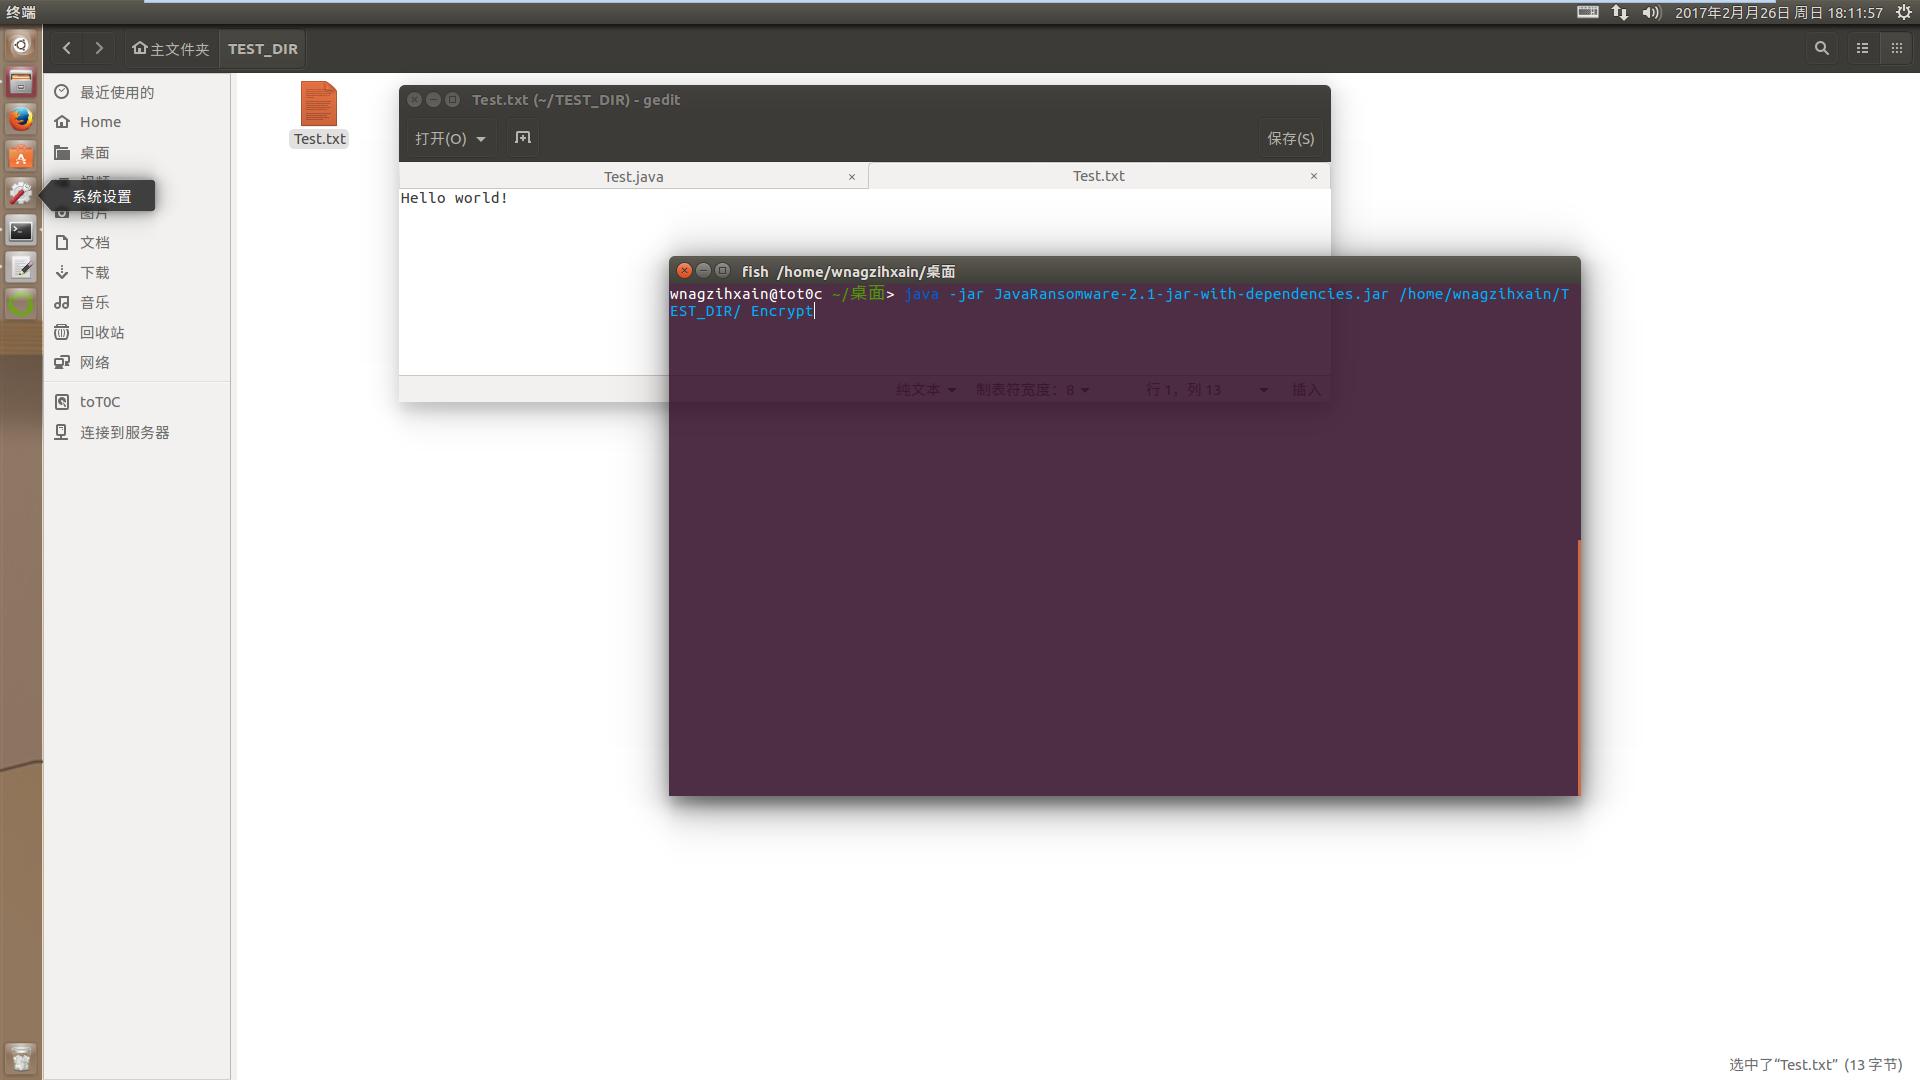 终端
2017年2月月26日 周日 18:11:57
主文件夹
TEST_DIR
最近使用的
Home
桌面
系统设置
图片
文档
下载
音乐
回收站
网络
toT0C
连接到服务器
Test.txt
Test.txt (~/TEST_DIR) - gedit
打开(O)
保存(S)
Test.java
Test.txt
Hello world!
纯文本
制表符宽度：8
行 1，列 13
插入
fish /home/wnagzihxain/桌面
wnagzihxain@tot0c ~/桌面> java -jar JavaRansomware-2.1-jar-with-dependencies.jar /home/wnagzihxain/T
EST_DIR/ Encrypt
选中了“Test.txt” (13 字节)